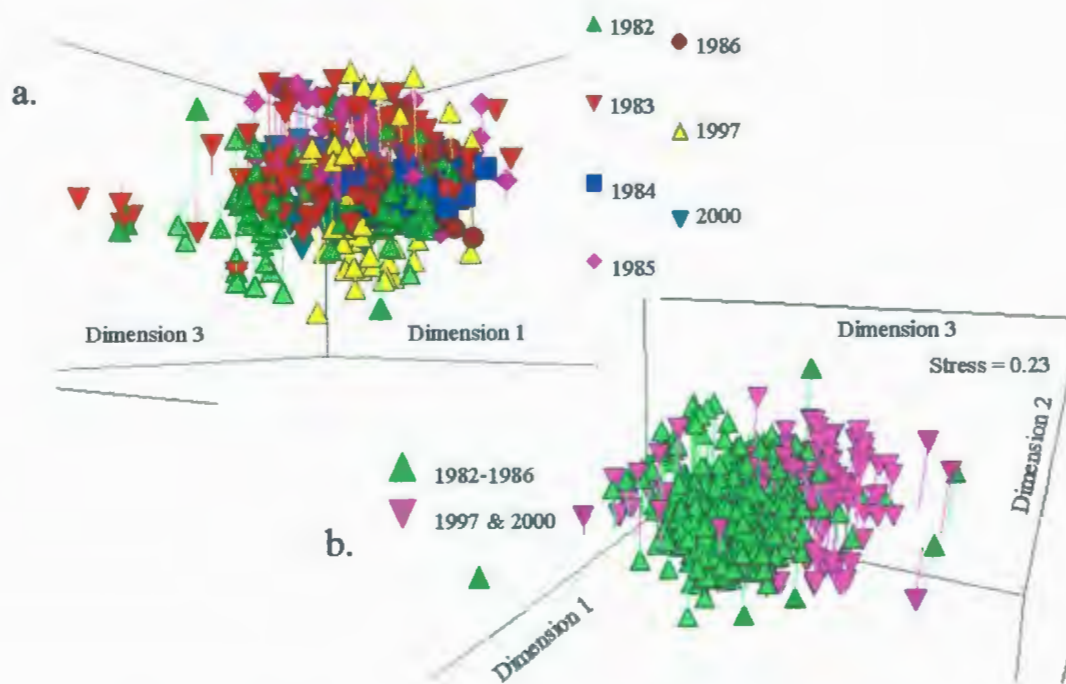 a.
1982
1986
1983
1997
1984
2000
1985
Dimension 3
Dimension 1
Dimension 3
Stress = 0.23
Dimension 2
1982-1986
1997 & 2000
b.
Dimension 1